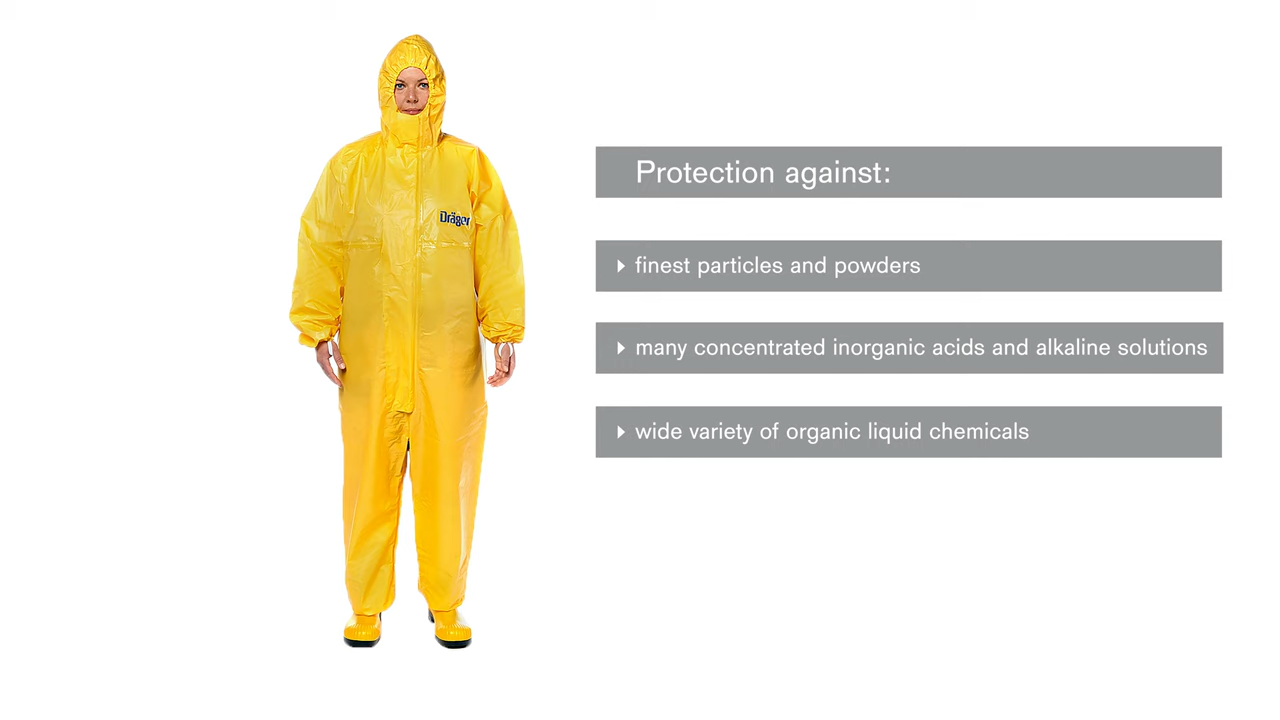 Dräger
Protection against:
finest particles and powders
many concentrated inorganic acids and alkaline solutions
wide variety of organic liquid chemicals